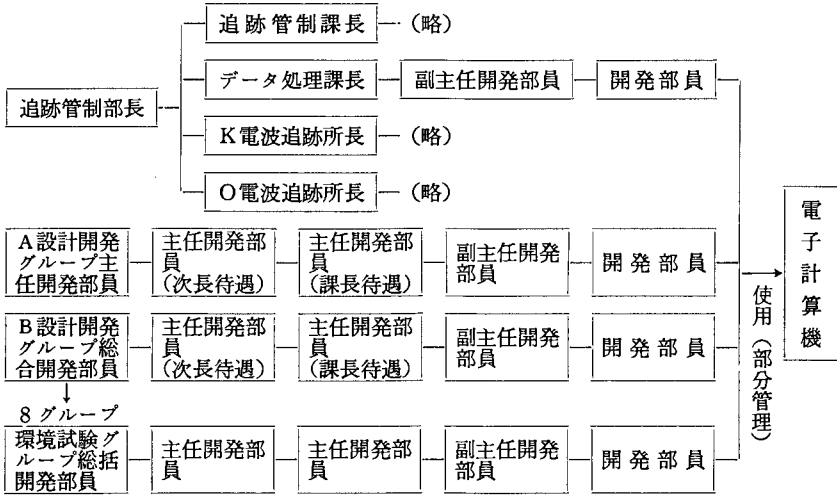 追跡管制課長 (略)
データ処理課長 副主任開発部員 開発部員
追跡管制部長
K電波追跡所長 (略)
O電波追跡所長 (略)
A設計開発
グループ主
任開発部員
主任開発部
員
(次長待遇)
主任開発部
員
(課長待遇)
副主任開発
部員
開発部員
B設計開発
グループ総
合開発部員
主任開発部
員
(次長待遇)
主任開発部
員
(課長待遇)
副主任開発
部員
開発部員
8グループ
環境試験グ
ループ総括
開発部員
主任開発部
員
主任開発部
員
副主任開発
部員
開発部員
使用(部分管理)
電子計算機